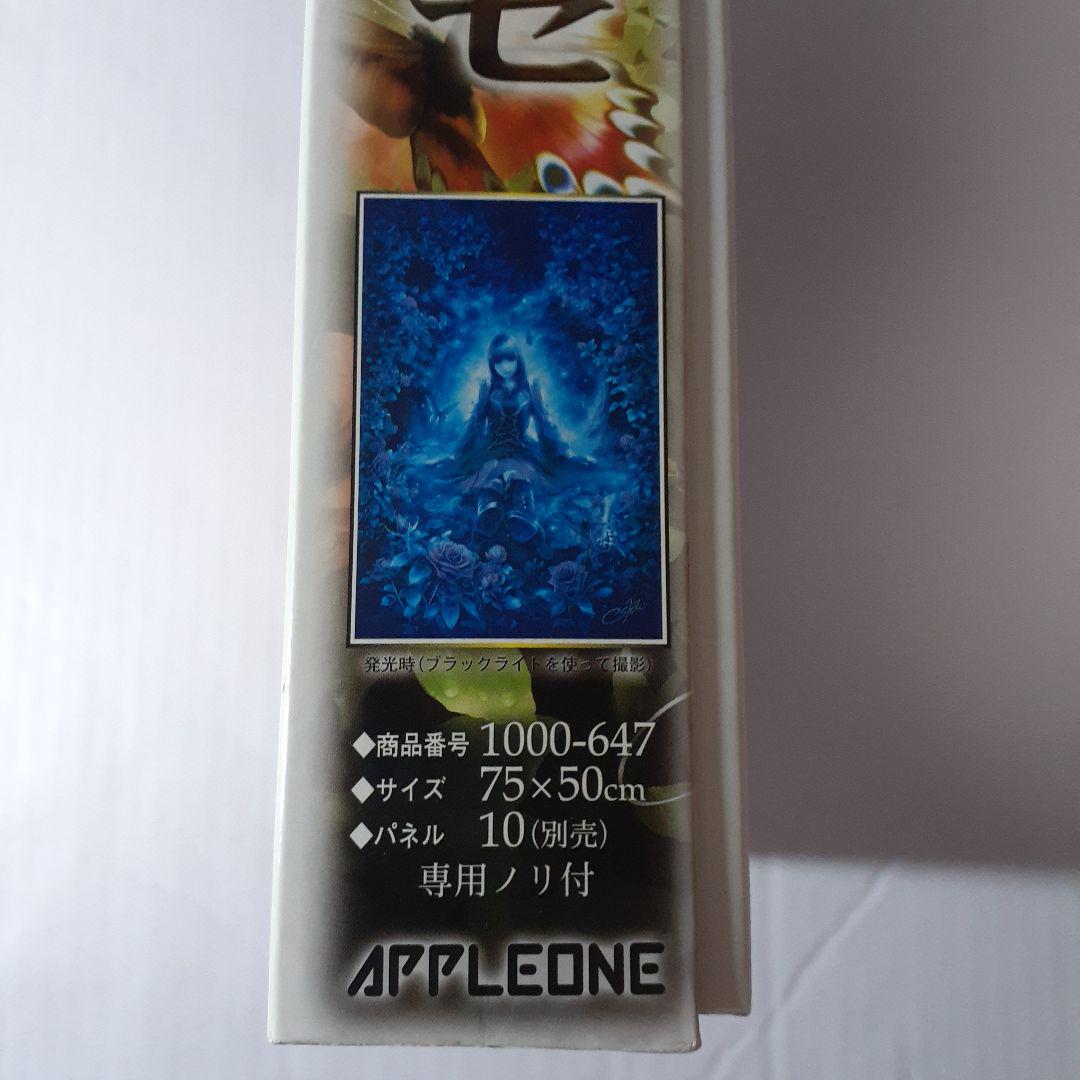 セ
発光時(ブラックライトを使って撮影)
◆商品番号 1000-647
◆サイズ 75×50cm
◆パネル 10(別売)
専用ノリ付
APPLEONE